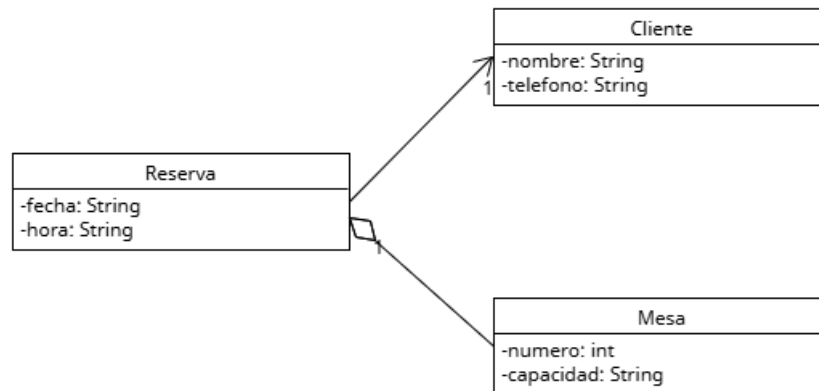 Cliente
-nombre: String
-telefono: String
1
Reserva
-fecha: String
-hora: String
1
Mesa
-numero: int
-capacidad: String